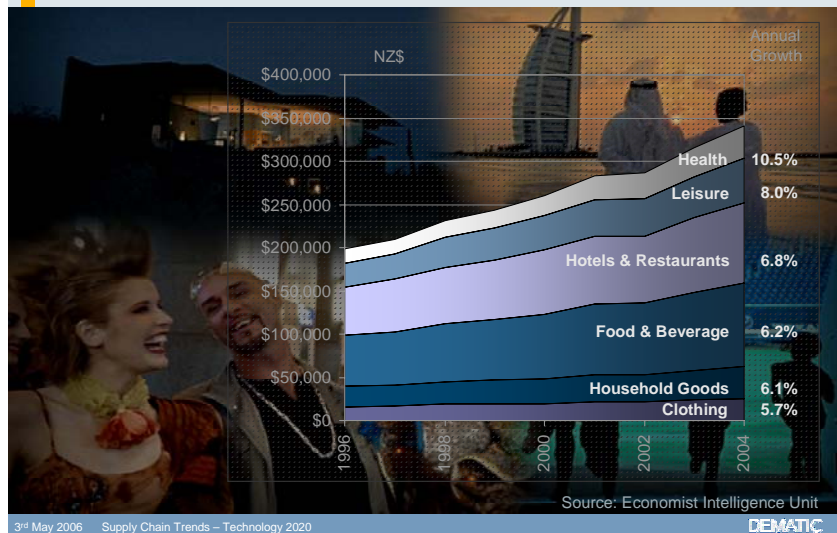 Annual
Growth
NZ$
$400,000
$350,000
$300,000
$250,000
$200,000
$150,000
$100,000
$50,000
$0
Health 10.5%
Leisure 8.0%
Hotels & Restaurants 6.8%
Food & Beverage 6.2%
Household Goods 6.1%
Clothing 5.7%
1996 1998 2000 2002 2004
Source: Economist Intelligence Unit
3rd May 2006 Supply Chain Trends – Technology 2020 DEMATIC